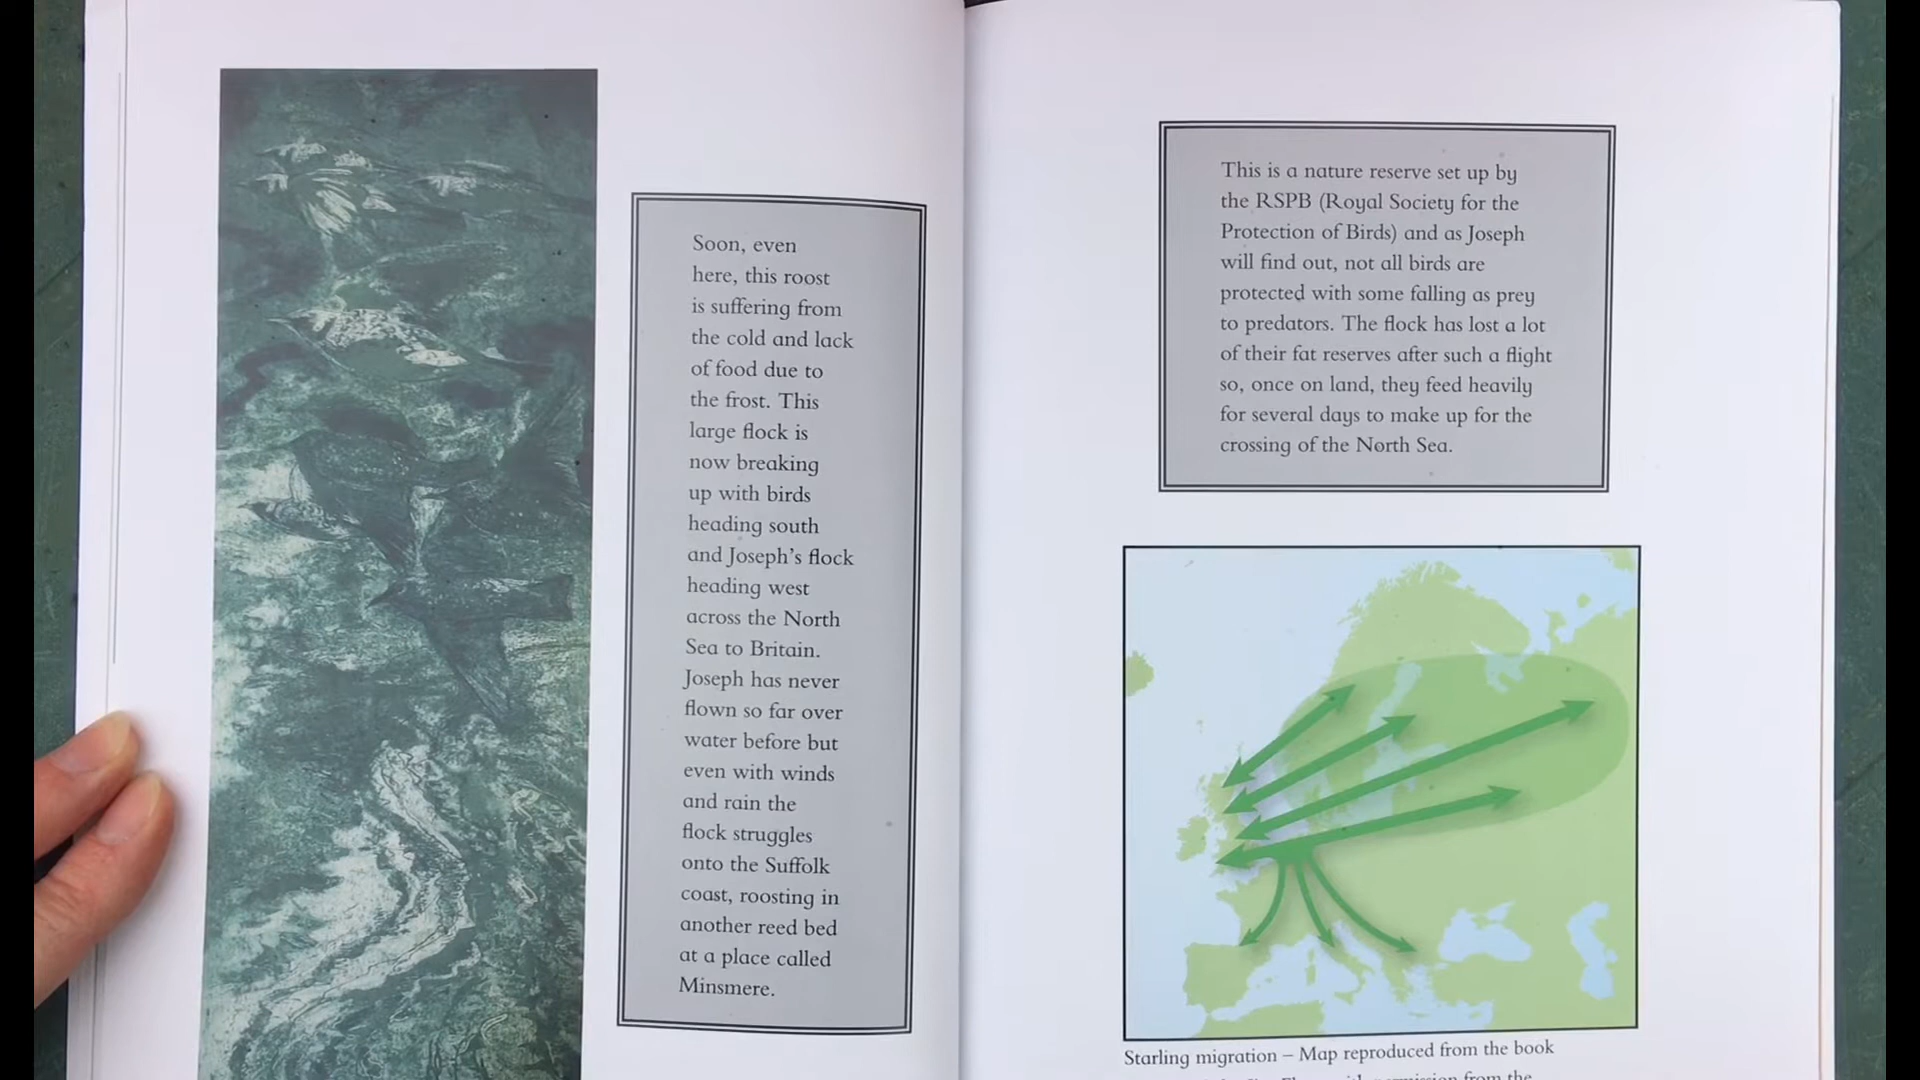 Soon, even
here, this roost
is suffering from
the cold and lack
of food due to
the frost. This
large flock is
now breaking
up with birds
heading south
and Joseph's flock
heading west
across the North
Sea to Britain.
Joseph has never
flown so far over
water before but
even with winds
and rain the
flock struggles
onto the Suffolk
coast, roosting in
another reed bed
at a place called
Minsmere.
This is a nature reserve set up by
the RSPB (Royal Society for the
Protection of Birds) and as Joseph
will find out, not all birds are
protected with some falling as prey
to predators. The flock has lost a lot
of their fat reserves after such a flight
so, once on land, they feed heavily
for several days to make up for the
crossing of the North Sea.
Starling migration – Map reproduced from the book
permission from the